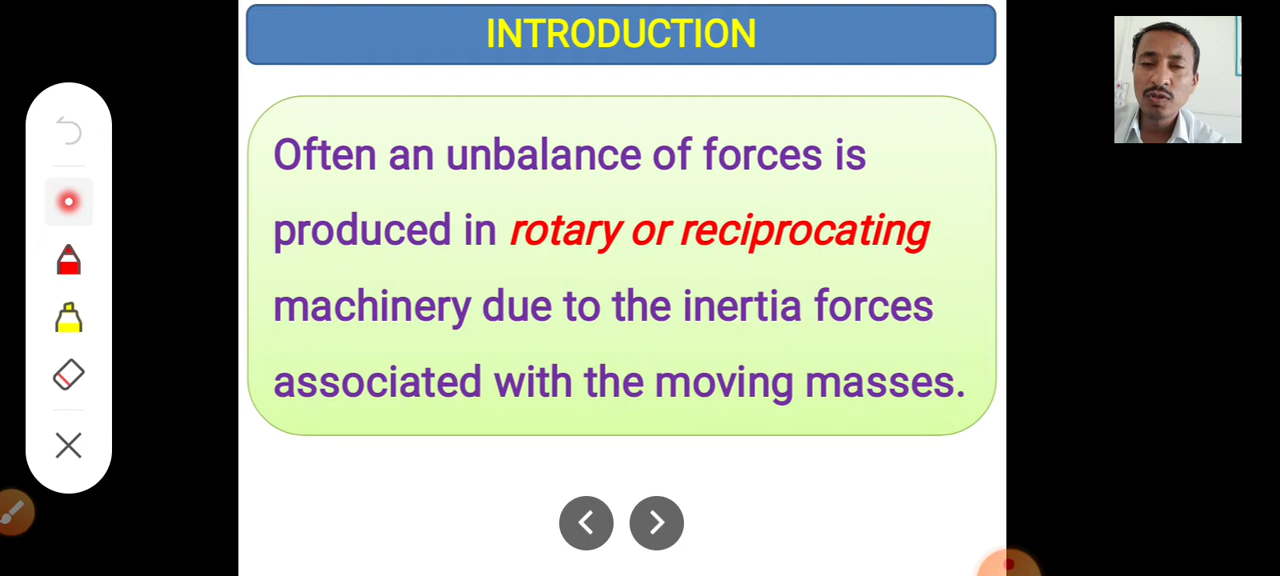 INTRODUCTION
Often an unbalance of forces is
produced in rotary or reciprocating
machinery due to the inertia forces
associated with the moving masses.